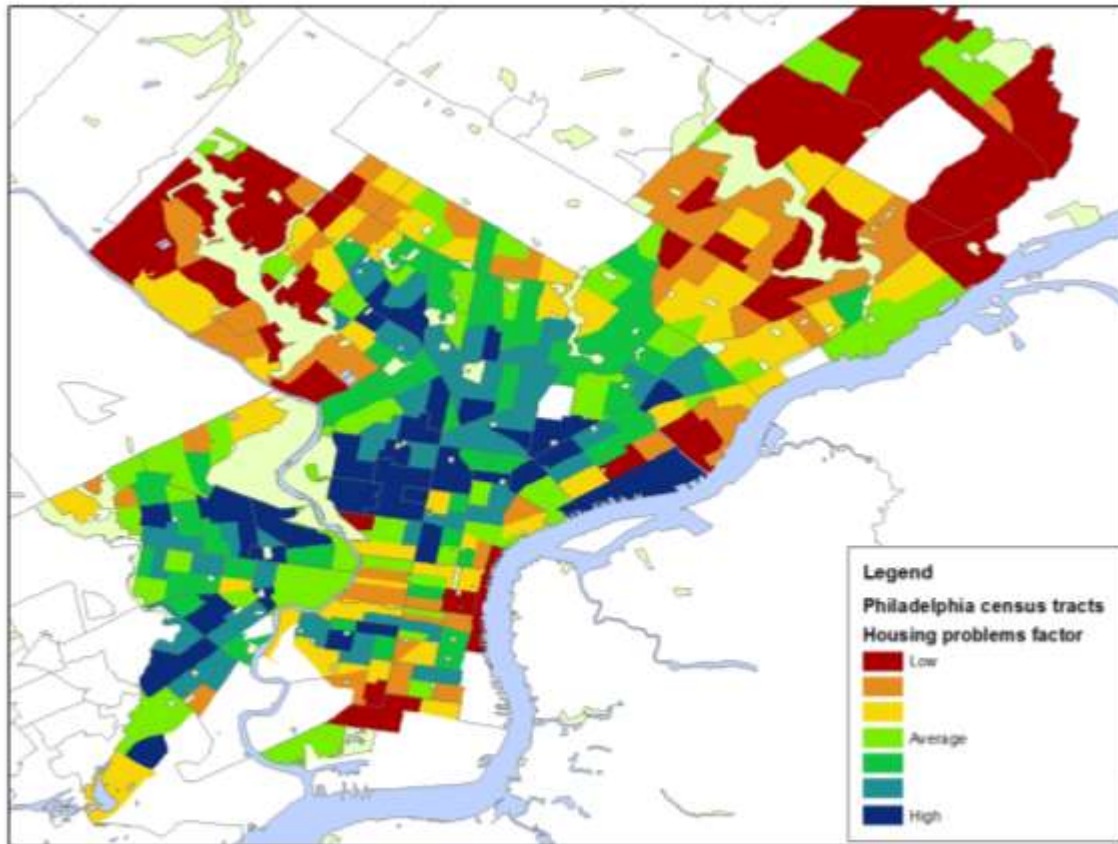 Legend
Philadelphia census tracts
Housing problems factor
Low
Average
High